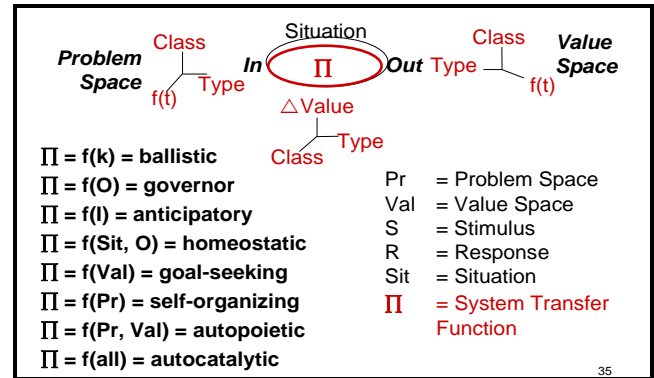 Situation
Problem
Space
Class
Type
f(t)
In
∏
Out
Class
Type
f(t)
Value
Space
△Value
Type
Class
∏ = f(k) = ballistic
∏ = f(O) = governor
∏ = f(I) = anticipatory
∏ = f(Sit, O) = homeostatic
∏ = f(Val) = goal-seeking
∏ = f(Pr) = self-organizing
∏ = f(Pr, Val) = autopoietic
∏ = f(all) = autocatalytic
Pr = Problem Space
Val = Value Space
S = Stimulus
R = Response
Sit = Situation
∏ = System Transfer
Function
35